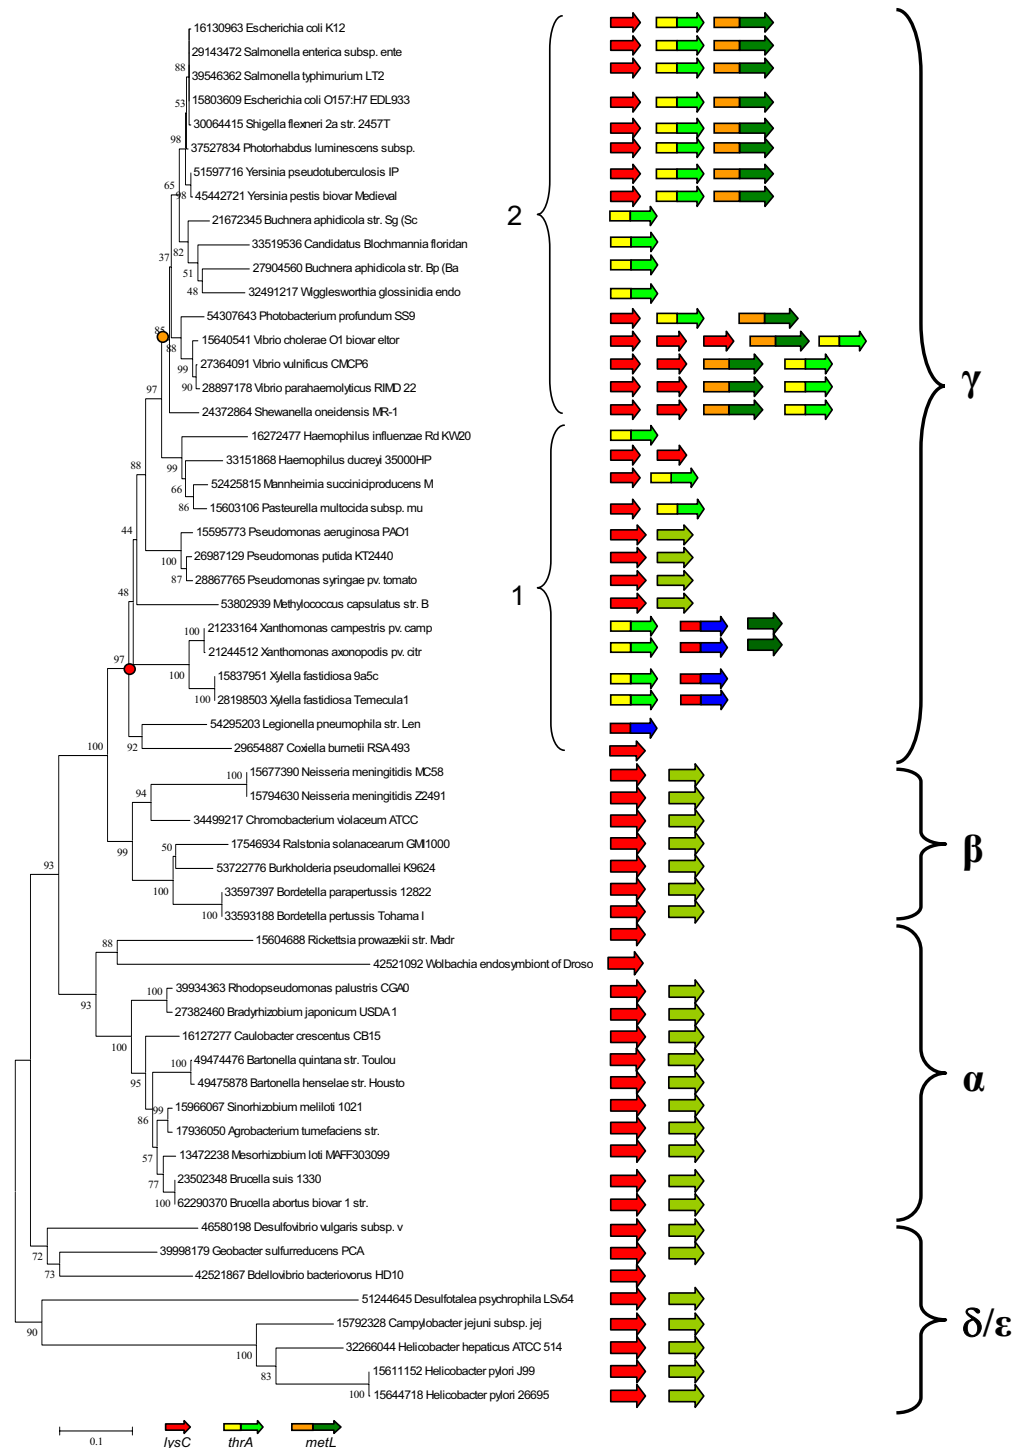 16130963 Escherichia coli K12
29143472 Salmonella enterica subsp. ente
88
39546362 Salmonella typhimurium LT2
53
15803609 Escherichia coli O157:H7 EDL933
30064415 Shigella flexneri 2a str. 2457T
98
37527834 Photorhabdus luminescens subsp.
51597716 Yersinia pseudotuberculosis IP
65
98
45442721 Yersinia pestis biovar Medieval
21672345 Buchnera aphidicola str. Sg (Sc
2
γ
33519536 Candidatus Blochmannia floridan
82
37
51
27904560 Buchnera aphidicola str. Bp (Ba
48
32491217 Wigglesworthia glossinidia endo
54307643 Photobacterium profundum SS9
85
88
15640541 Vibrio cholerae O1 biovar eltor
99
27364091 Vibrio vulnificus CMCP6
90
28897178 Vibrio parahaemolyticus RIMD 22
97
24372864 Shewanella oneidensis MR-1
16272477 Haemophilus influenzae Rd KW20
88
99
33151868 Haemophilus ducreyi 35000HP
66
52425815 Mannheimia succiniciproducens M
86
15603106 Pasteurella multocida subsp. mu
44
15595773 Pseudomonas aeruginosa PAO1
100
26987129 Pseudomonas putida KT2440
87
28867765 Pseudomonas syringae pv. tomato
48
1
53802939 Methylococcus capsulatus str. B
100
21233164 Xanthomonas campestris pv. camp
21244512 Xanthomonas axonopodis pv. citr
97
100
15837951 Xylella fastidiosa 9a5c
100
28198503 Xylella fastidiosa Temecula1
54295203 Legionella pneumophila str. Len
100
92
29654887 Coxiella burnetii RSA 493
100
15677390 Neisseria meningitidis MC58
94
15794630 Neisseria meningitidis Z2491
34499217 Chromobacterium violaceum ATCC
99
50
17546934 Ralstonia solanacearum GMI1000
β
93
53722776 Burkholderia pseudomallei K9624
100
33597397 Bordetella parapertussis 12822
100
33593188 Bordetella pertussis Tohama I
88
15604688 Rickettsia prowazekii str. Madr
42521092 Wolbachia endosymbiont of Droso
93
100
39934363 Rhodopseudomonas palustris CGA0
27382460 Bradyrhizobium japonicum USDA 1
100
16127277 Caulobacter crescentus CB15
100
49474476 Bartonella quintana str. Toulou
95
49475878 Bartonella henselae str. Housto
α
99
15966067 Sinorhizobium meliloti 1021
86
17936050 Agrobacterium tumefaciens str.
57
13472238 Mesorhizobium loti MAFF303099
77
23502348 Brucella suis 1330
100
62290370 Brucella abortus biovar 1 str.
46580198 Desulfovibrio vulgaris subsp. v
72
39998179 Geobacter sulfurreducens PCA
73
42521867 Bdellovibrio bacteriovorus HD10
51244645 Desulfotalea psychrophila LSv54
90
15792328 Campylobacter jejuni subsp. jej
δ/ε
100
32266044 Helicobacter hepaticus ATCC 514
83
15611152 Helicobacter pylori J99
100
15644718 Helicobacter pylori 26695
0.1
lysC thrA metL